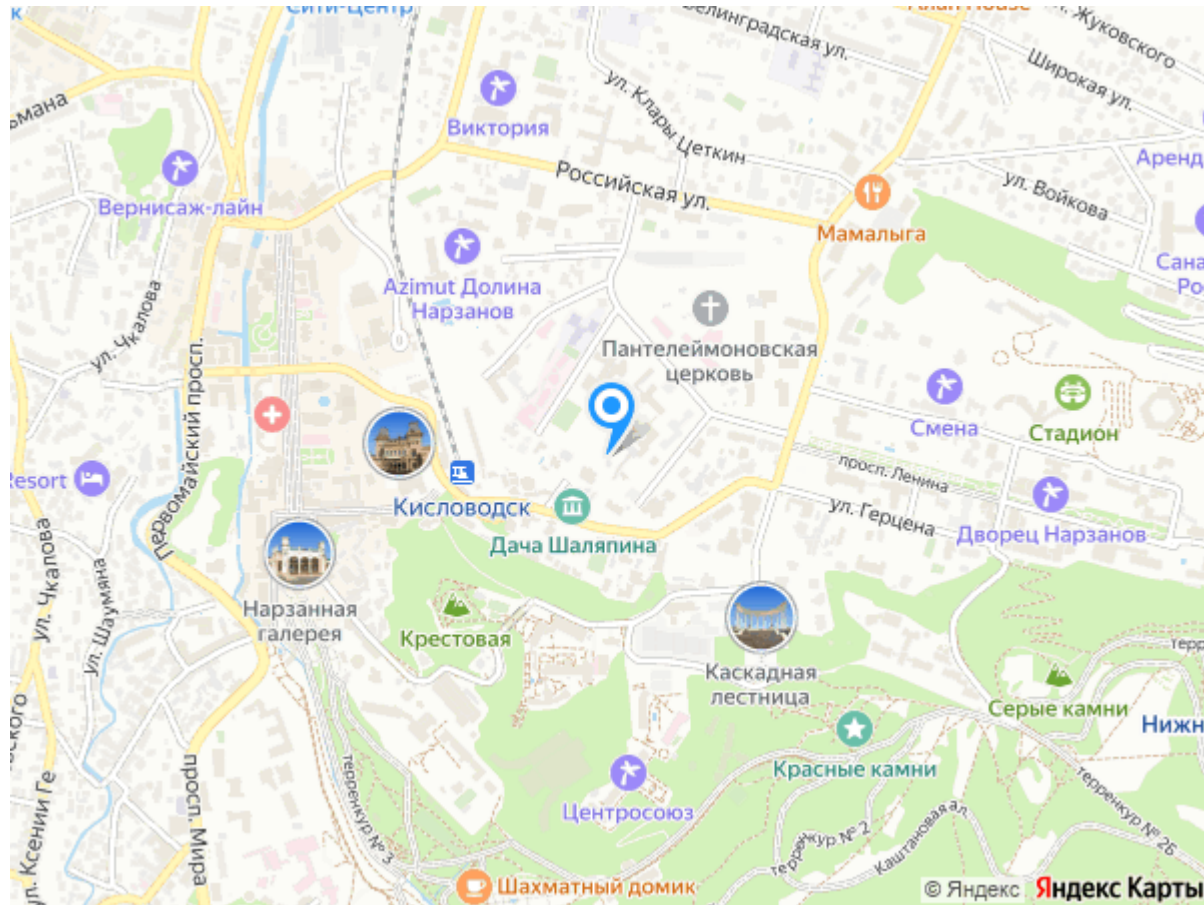 Сити-Центр
Велинградская ул.
Alan House
Жуковского
Широкая ул.
Виктория
ул. Клары Цеткин
Российская ул.
Аренд
ул. Войкова
Вернисаж-лайн
Мамалыга
Azimut Долина
Нарзанов
Сана
Ро
ул. Чкалова
Пантелеймоновская
церковь
Первомайский просп.
Смена
Стадион
Resort
просп. Ленина
Кисловодск
ул. Герцена
Дворец Нарзанов
Дача Шаляпина
ул. Чкалова
ул. Шаумяна
Нарзанная
галерея
Крестовая
Каскадная
лестница
Серые камни
Нижн
Красные камни
просп. Мира
терренкур № 3
Центросоюз
терренкур № 2
Каштановая ал.
терренкур № 2Б
ул. Ксении Ге
Шахматный домик
© Яндекс Яндекс Карты